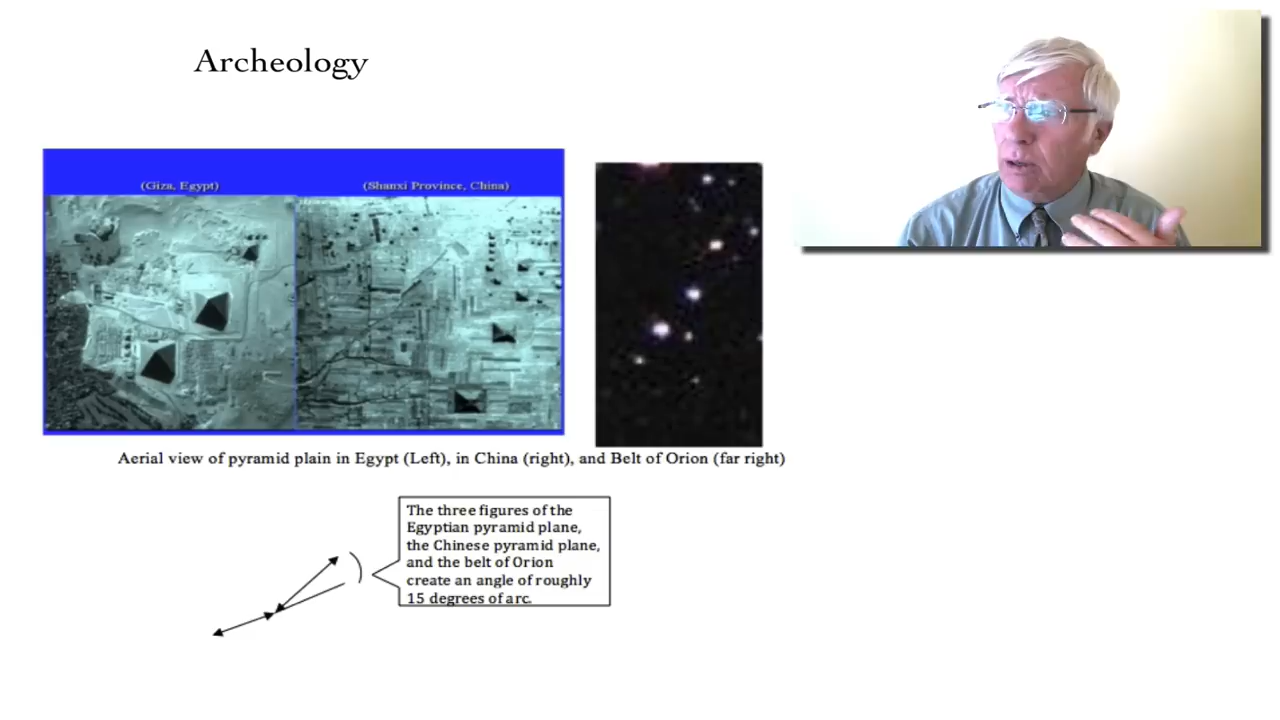 Archeology
(Giza, Egypt)
(Shanxi Province, China)
Aerial view of pyramid plain in Egypt (Left), in China (right), and Belt of Orion (far right)
The three figures of the
Egyptian pyramid plane,
the Chinese pyramid plane,
and the belt of Orion
create an angle of roughly
15 degrees of arc.